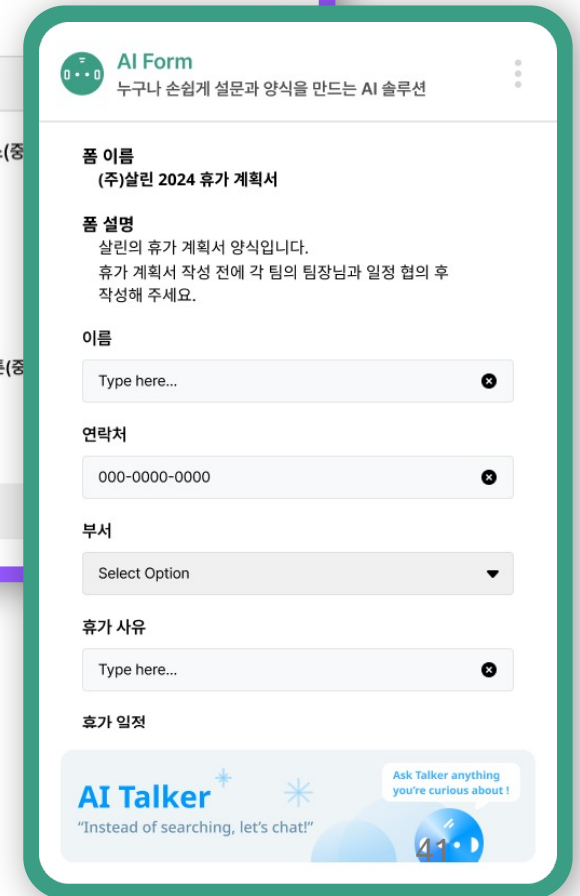 AI Form
누구나 손쉽게 설문과 양식을 만드는 AI 솔루션
폼 이름
(주)살린 2024 휴가 계획서
폼 설명
살린의 휴가 계획서 양식입니다.
휴가 계획서 작성 전에 각 팀의 팀장님과 일정 협의 후
작성해 주세요.
이름
Type here...
연락처
000-0000-0000
부서
Select Option
휴가 사유
Type here...
휴가 일정
AI Talker
“Instead of searching, let’s chat!”
Ask Talker anything
you’re curious about !
41
(중
(중